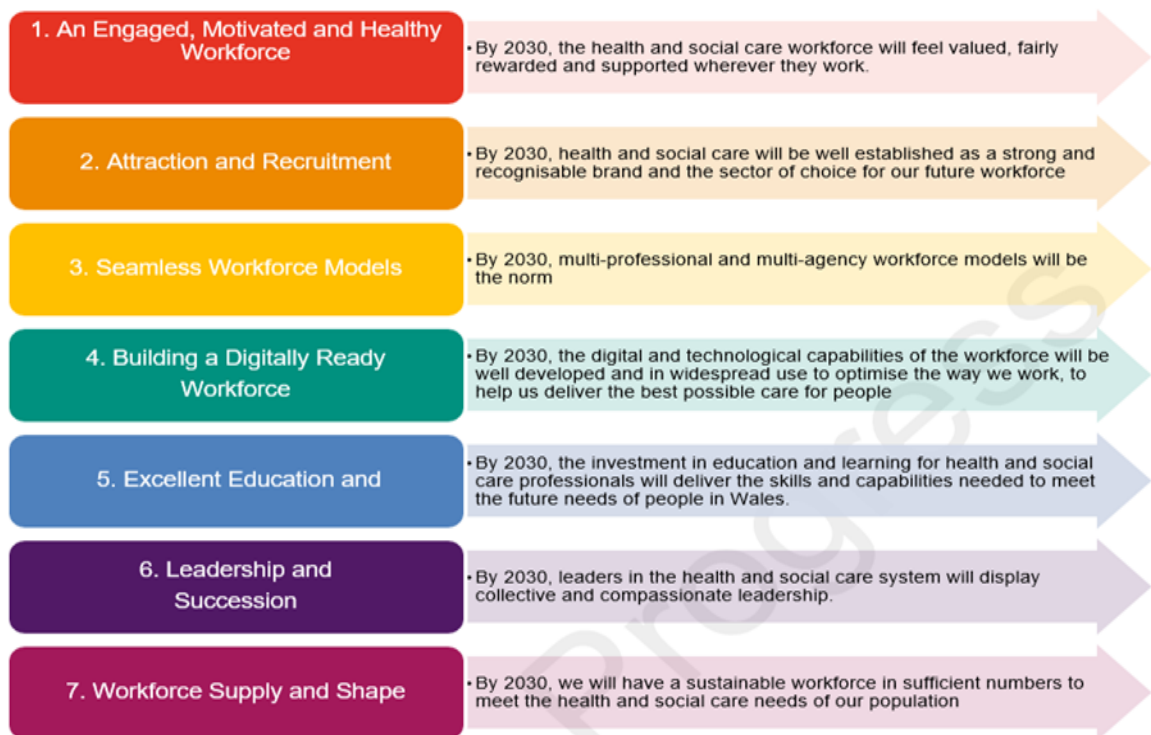 1. An Engaged, Motivated and Healthy
Workforce
• By 2030, the health and social care workforce will feel valued, fairly
rewarded and supported wherever they work.
2. Attraction and Recruitment
• By 2030, health and social care will be well established as a strong and
recognisable brand and the sector of choice for our future workforce
3. Seamless Workforce Models
• By 2030, multi-professional and multi-agency workforce models will be
the norm
4. Building a Digitally Ready
Workforce
• By 2030, the digital and technological capabilities of the workforce will be
well developed and in widespread use to optimise the way we work, to
help us deliver the best possible care for people
5. Excellent Education and
• By 2030, the investment in education and learning for health and social
care professionals will deliver the skills and capabilities needed to meet
the future needs of people in Wales.
6. Leadership and
Succession
• By 2030, leaders in the health and social care system will display
collective and compassionate leadership.
7. Workforce Supply and Shape
• By 2030, we will have a sustainable workforce in sufficient numbers to
meet the health and social care needs of our population
Progress